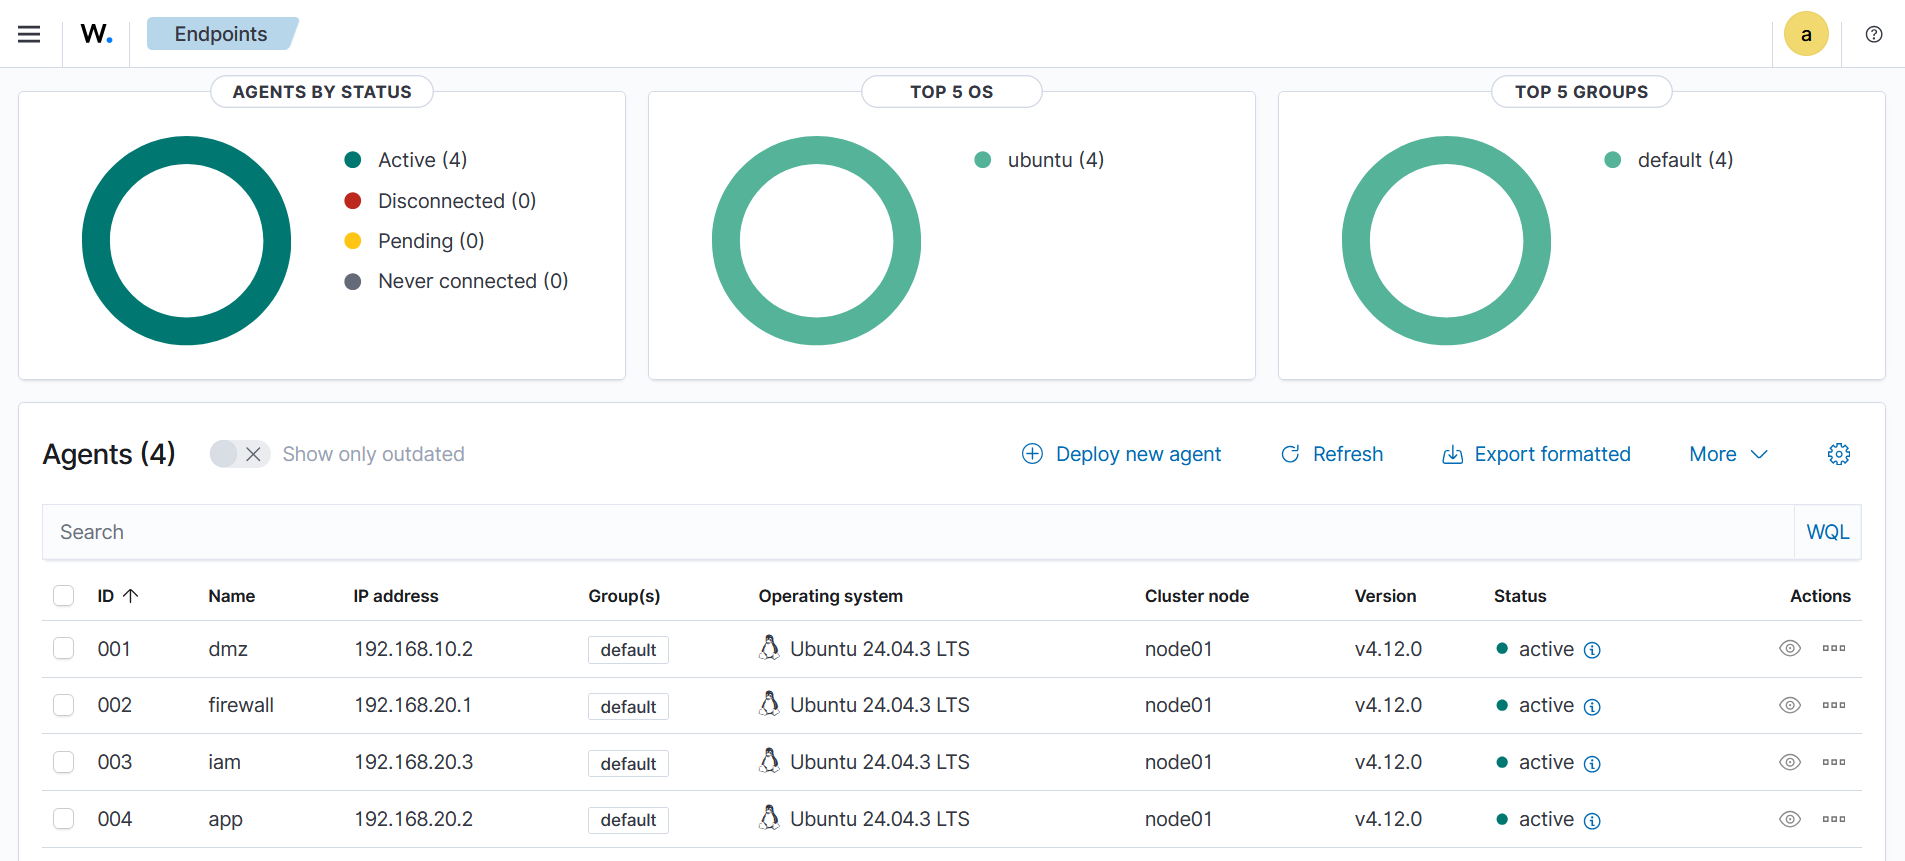 W. Endpoints a
AGENTS BY STATUS TOP 5 OS TOP 5 GROUPS
Active (4) ubuntu (4) default (4)
Disconnected (0)
Pending (0)
Never connected (0)
Agents (4) Show only outdated Deploy new agent Refresh Export formatted More
Search WQL
ID Name IP address Group(s) Operating system Cluster node Version Status Actions
001 dmz 192.168.10.2 default Ubuntu 24.04.3 LTS node01 v4.12.0 active
002 firewall 192.168.20.1 default Ubuntu 24.04.3 LTS node01 v4.12.0 active
003 iam 192.168.20.3 default Ubuntu 24.04.3 LTS node01 v4.12.0 active
004 app 192.168.20.2 default Ubuntu 24.04.3 LTS node01 v4.12.0 active